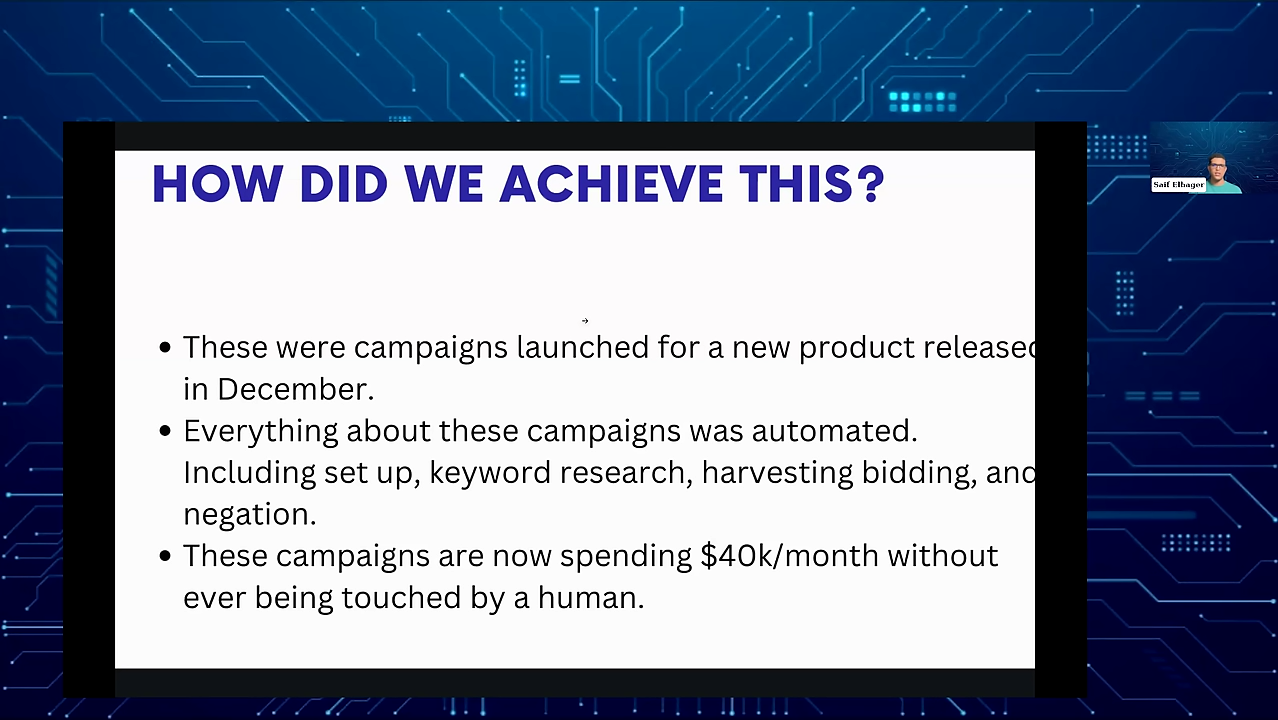 HOW DID WE ACHIEVE THIS?
Saif Elhager
These were campaigns launched for a new product released
in December.
Everything about these campaigns was automated.
Including set up, keyword research, harvesting bidding, and
negation.
These campaigns are now spending $40k/month without
ever being touched by a human.